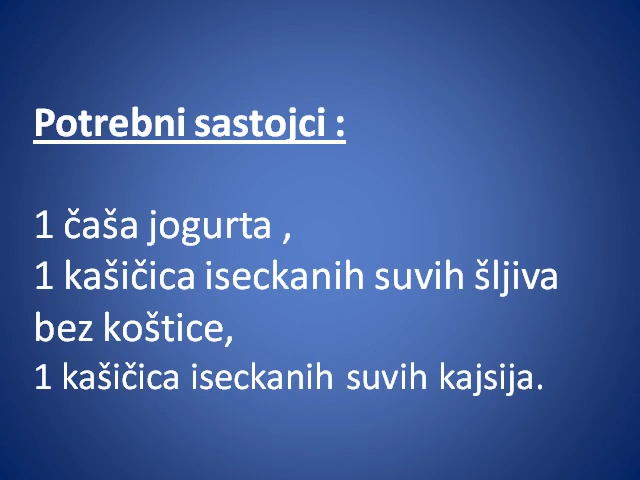 Potrebni sastojci :
1 čaša jogurta ,
1 kašičica iseckanih suvih šljiva
bez koštice,
1 kašičica iseckanih suvih kajsija.